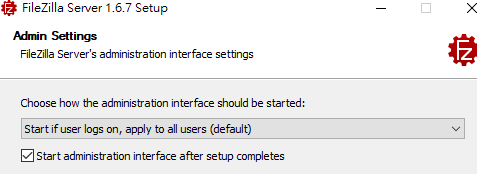 FileZilla Server 1.6.7 Setup
Admin Settings
FileZilla Server's administration interface settings
Choose how the administration interface should be started:
Start if user logs on, apply to all users (default)
Start administration interface after setup completes